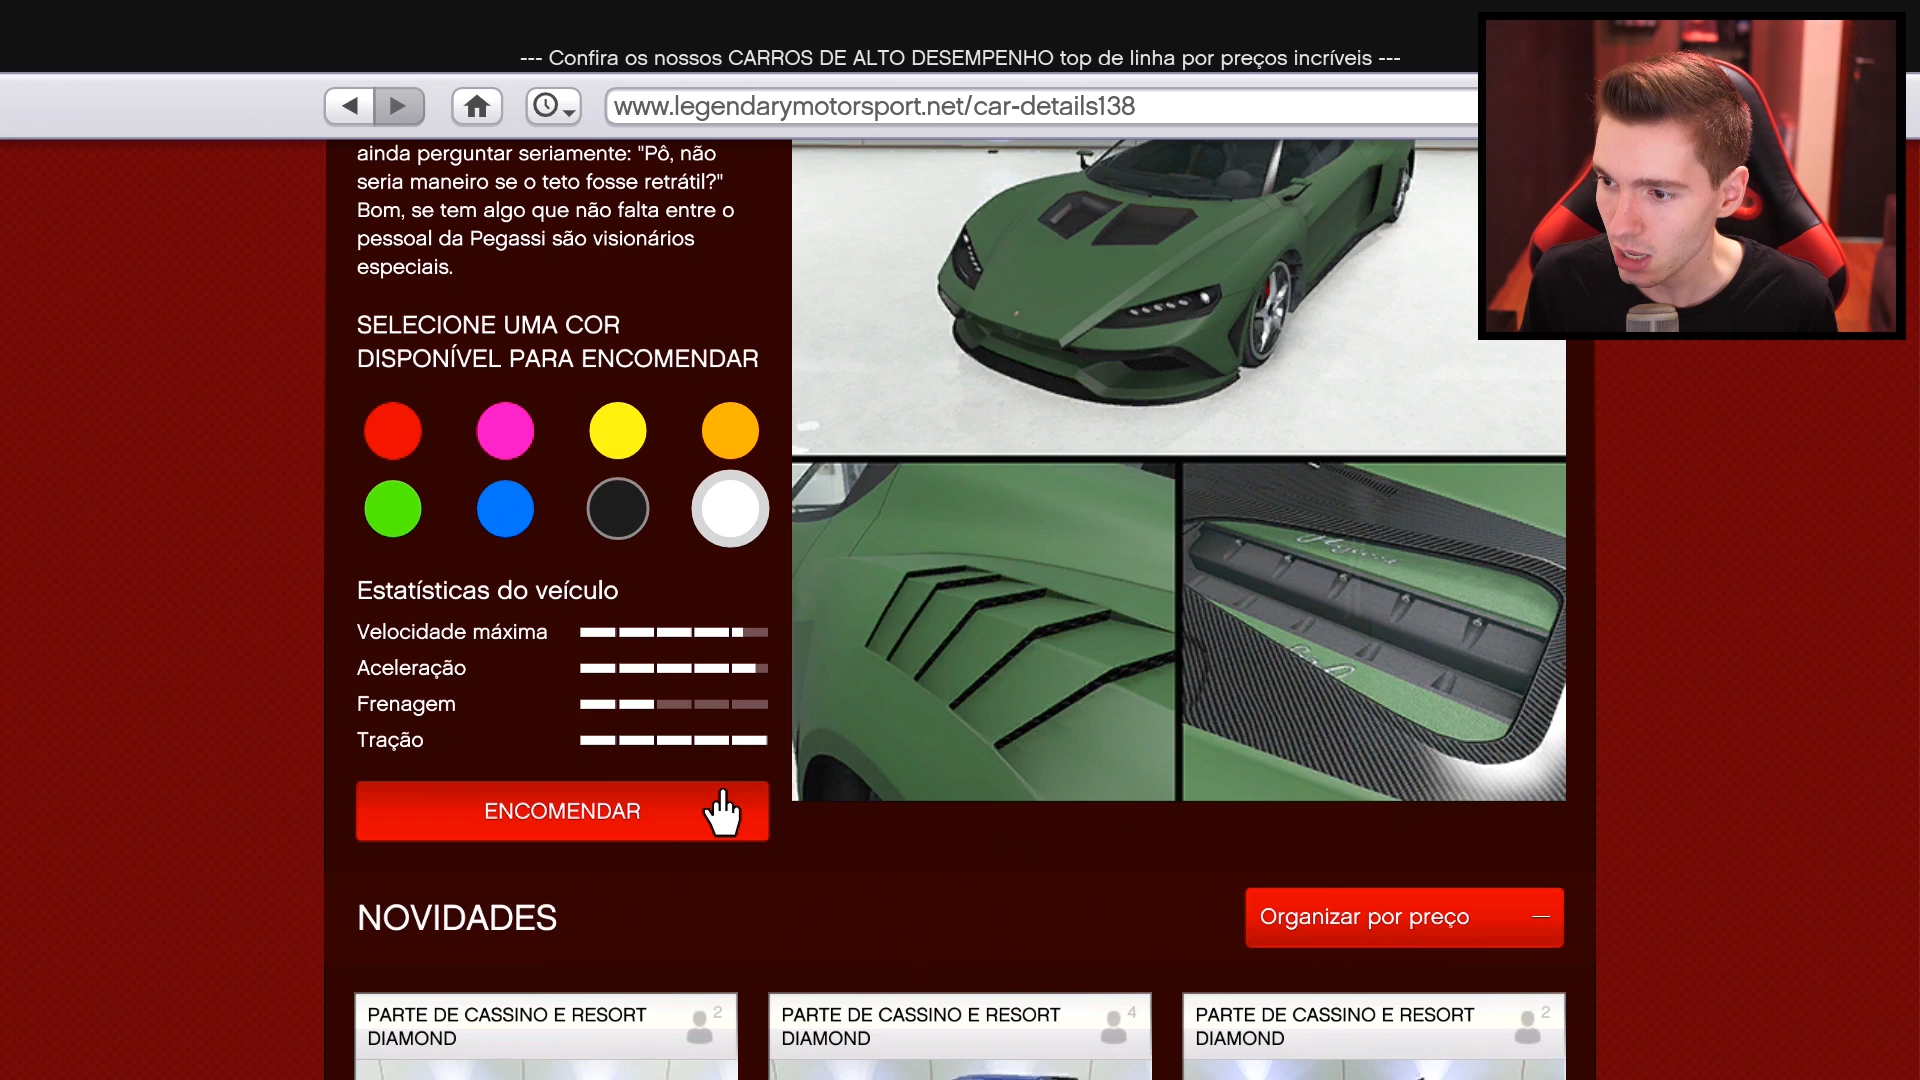 --- Confira os nossos CARROS DE ALTO DESEMPENHO top de linha por preços incríveis ---
www.legendarymotorsport.net/car-details138
ainda perguntar seriamente: "Pô, não
seria maneiro se o teto fosse retrátil?"
Bom, se tem algo que não falta entre o
pessoal da Pegassi são visionários
especiais.
SELECIONE UMA COR
DISPONÍVEL PARA ENCOMENDAR
Estatísticas do veículo
Velocidade máxima
Aceleração
Frenagem
Tração
ENCOMENDAR
NOVIDADES
Organizar por preço
PARTE DE CASSINO E RESORT
DIAMOND
2
PARTE DE CASSINO E RESORT
DIAMOND
4
PARTE DE CASSINO E RESORT
DIAMOND
2